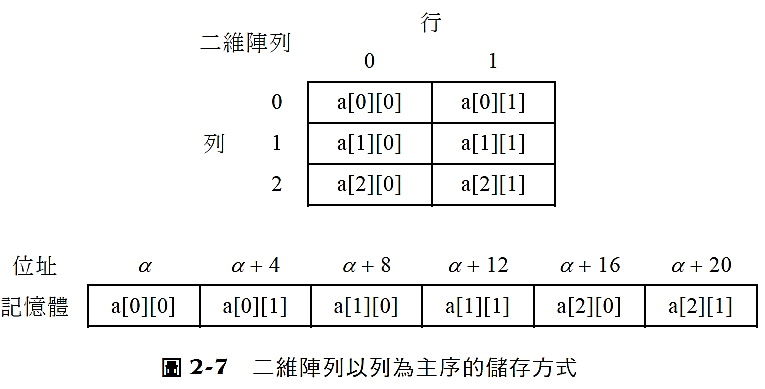 行
二維陣列
0 1
0 a[0][0] a[0][1]
列 1 a[1][0] a[1][1]
2 a[2][0] a[2][1]
位址 α α + 4 α + 8 α + 12 α + 16 α + 20
記憶體 a[0][0] a[0][1] a[1][0] a[1][1] a[2][0] a[2][1]
圖 2-7 二維陣列以列為主序的儲存方式